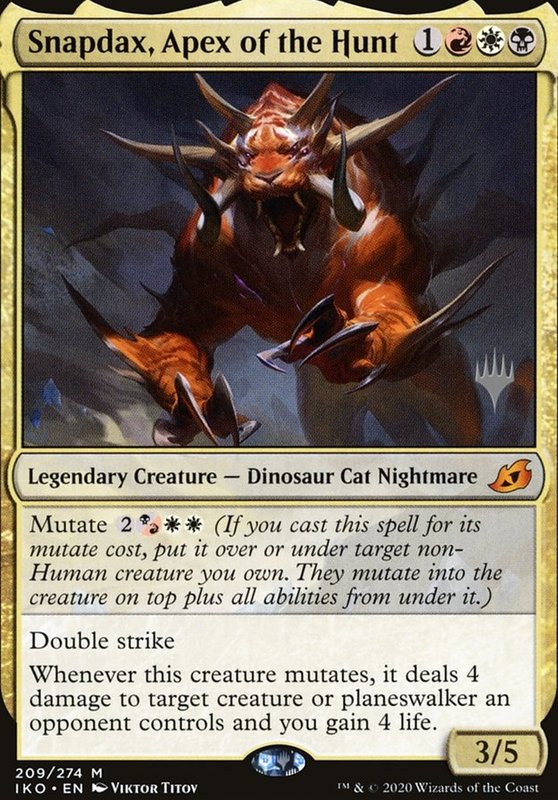 Snapdax, Apex of the Hunt 1
Legendary Creature — Dinosaur Cat Nightmare
Mutate 2 (If you cast this spell for its
mutate cost, put it over or under target non-
Human creature you own. They mutate into the
creature on top plus all abilities from under it.)
Double strike
Whenever this creature mutates, it deals 4
damage to target creature or planeswalker an
opponent controls and you gain 4 life.
3/5
209/274 M
IKO • EN Viktor Titov
™ & © 2020 Wizards of the Coast